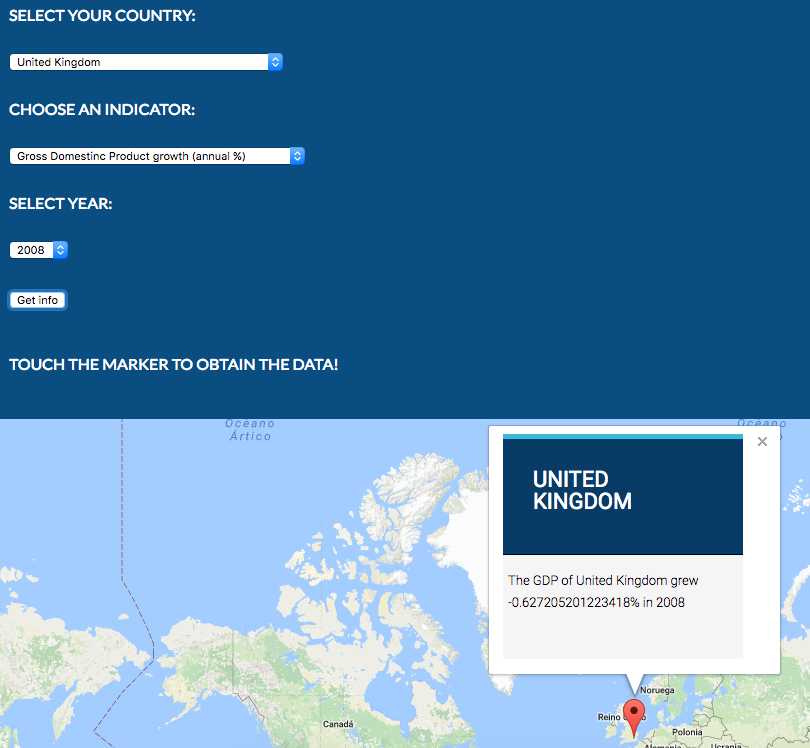 SELECT YOUR COUNTRY:
United Kingdom
CHOOSE AN INDICATOR:
Gross Domestinc Product growth (annual %)
SELECT YEAR:
2008
Get info
TOUCH THE MARKER TO OBTAIN THE DATA!
Océano
Ártico
Océano
UNITED
KINGDOM
The GDP of United Kingdom grew
-0.627205201223418% in 2008
Noruega
Reino
Canadá
Polonia
Alemania
Ucrania